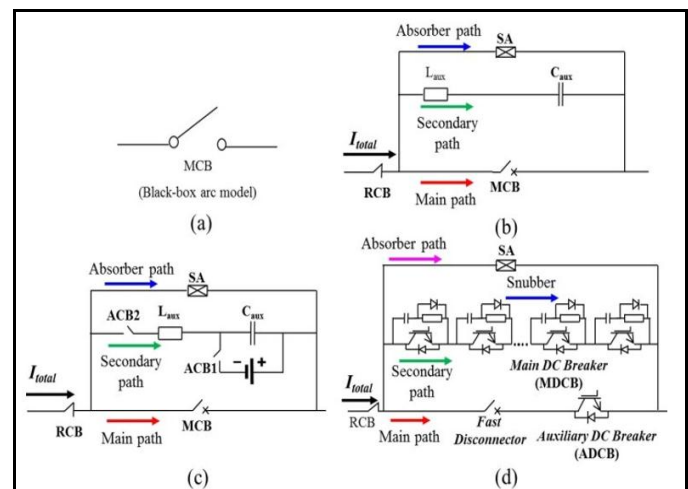 MCB
(Black-box arc model)
(a)
Absorber path
SA
Laux
Caux
Secondary
path
Itotal
RCB
MCB
Main path
(b)
Absorber path
SA
ACB2
Laux
Caux
Secondary
path
ACB1
− +
Itotal
RCB
MCB
Main path
(c)
Absorber path
SA
Snubber
....
Main DC Breaker
(MDCB)
Secondary
path
Itotal
RCB
Main path
Fast
Disconnector
Auxiliary DC Breaker
(ADCB)
(d)